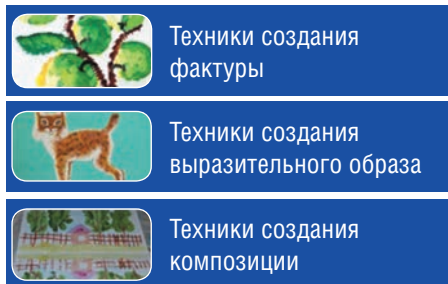 Техники создания
фактуры
Техники создания
выразительного образа
Техники создания
композиции